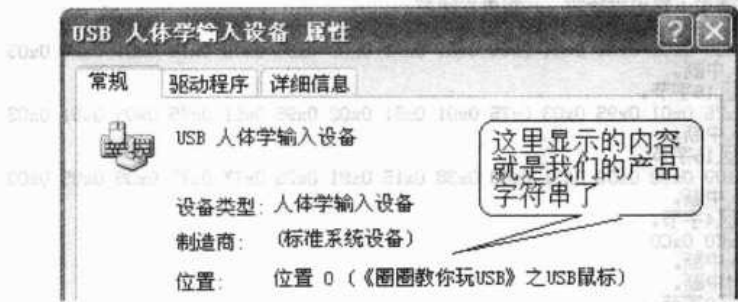 USB 人体学输入设备 属性
常规 驱动程序 详细信息
USB 人体学输入设备
这里显示的内容
就是我们的产品
字符串了
设备类型: 人体学输入设备
制造商: (标准系统设备)
位置: 位置 0 (《圈圈教你玩USB》之USB鼠标)